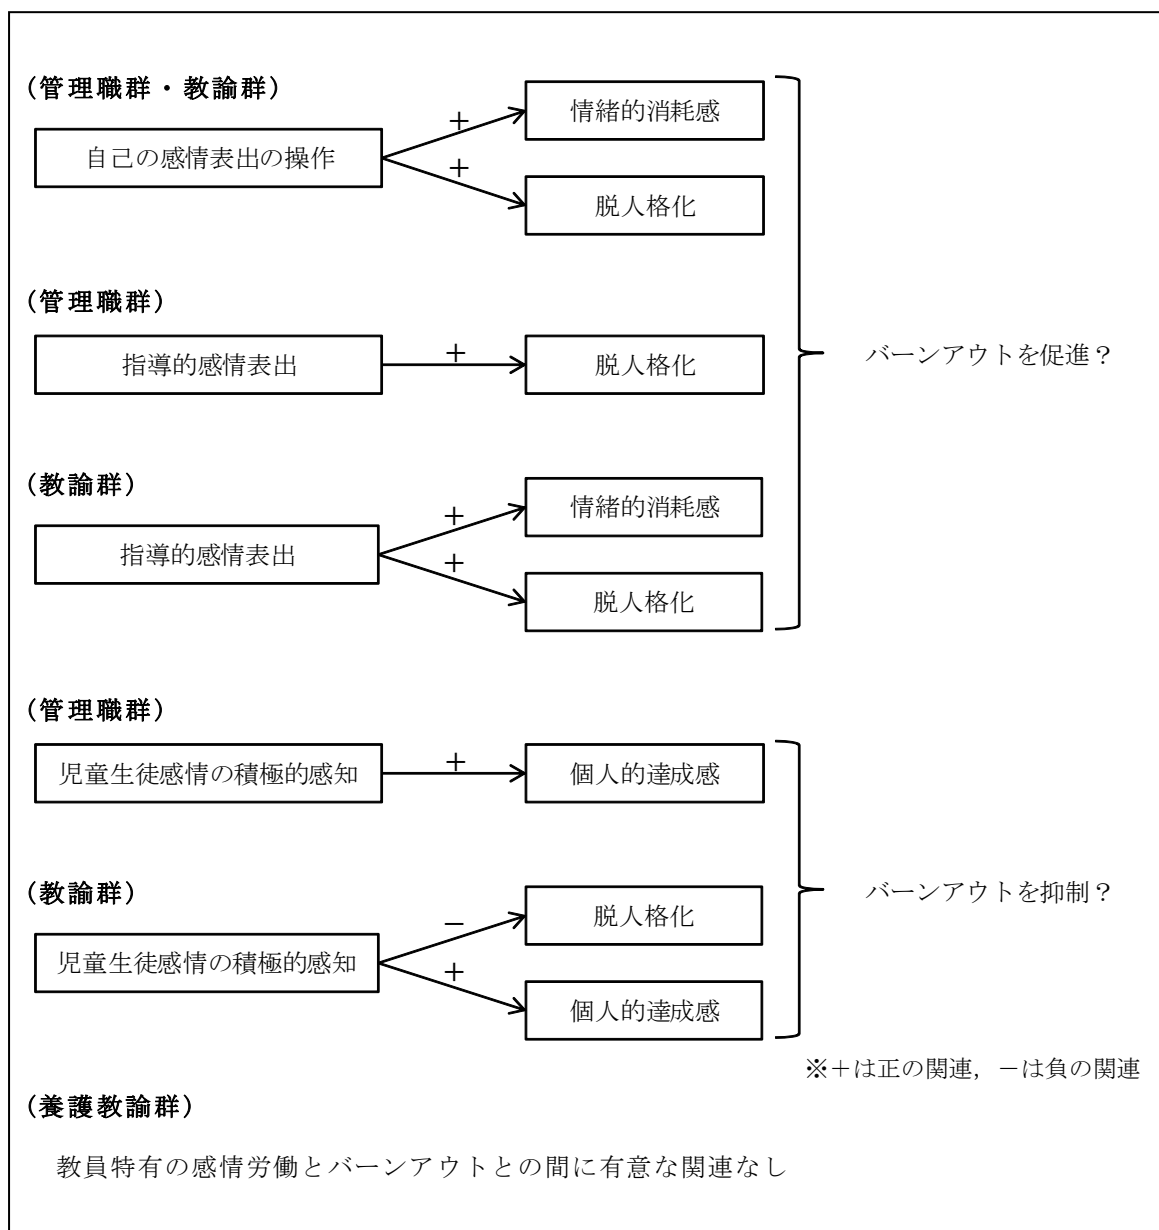 （管理職群・教諭群）
自己の感情表出の操作
＋
情緒的消耗感
＋
脱人格化
（管理職群）
指導的感情表出
＋
脱人格化
バーンアウトを促進？
（教諭群）
指導的感情表出
＋
情緒的消耗感
＋
脱人格化
（管理職群）
児童生徒感情の積極的感知
＋
個人的達成感
（教諭群）
児童生徒感情の積極的感知
－
脱人格化
＋
個人的達成感
バーンアウトを抑制？
※＋は正の関連，－は負の関連
（養護教諭群）
教員特有の感情労働とバーンアウトとの間に有意な関連なし